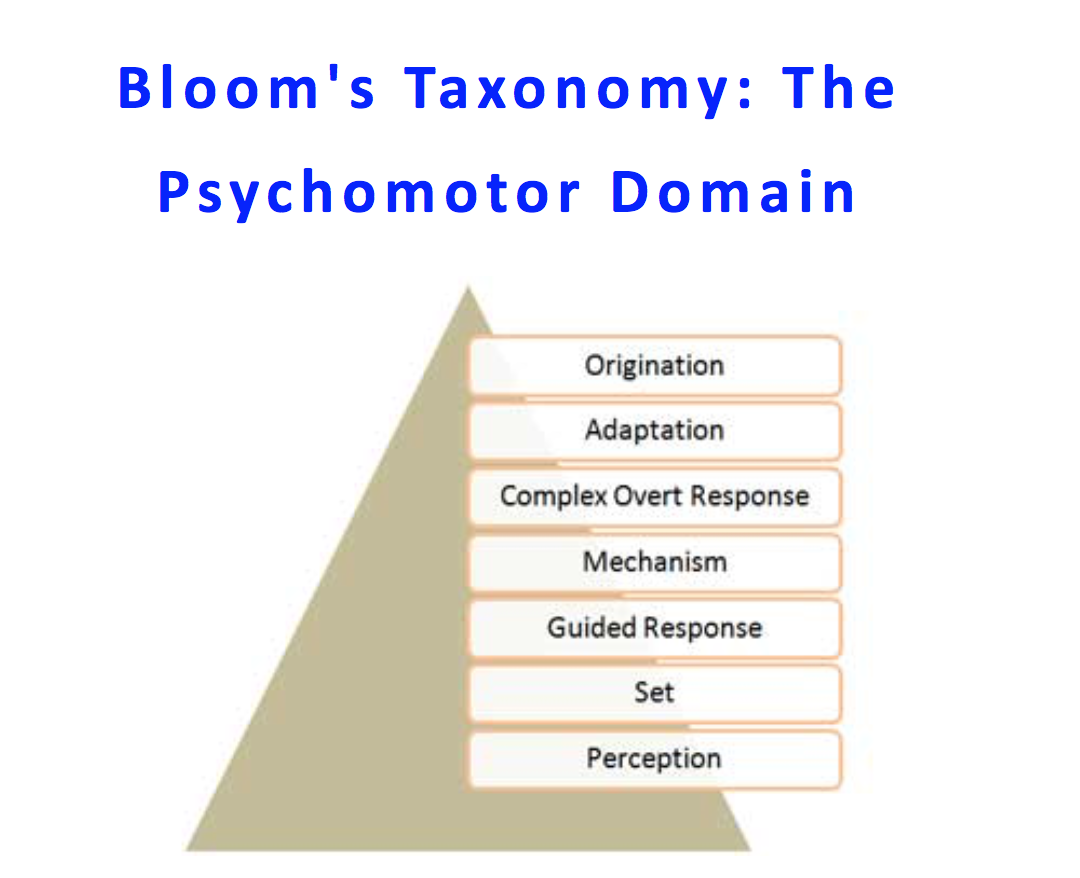 Bloom's Taxonomy: The
Psychomotor Domain
Origination
Adaptation
Complex Overt Response
Mechanism
Guided Response
Set
Perception